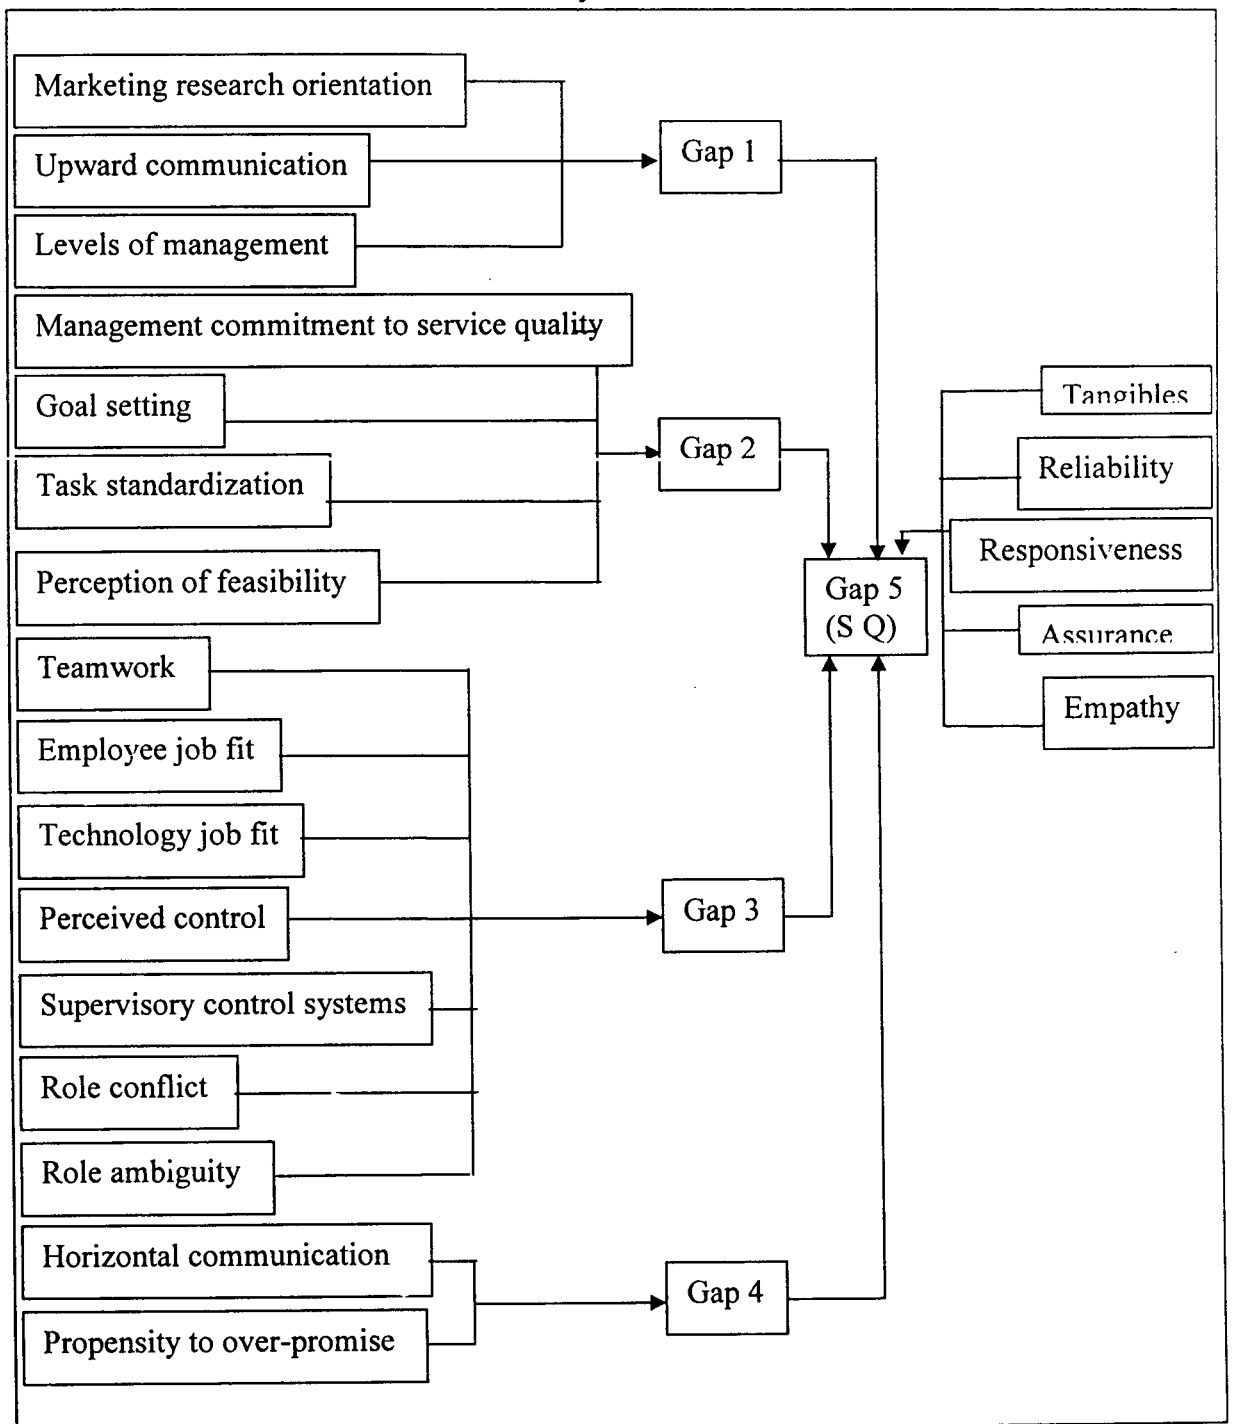 Marketing research orientation
Upward communication
Levels of management
Management commitment to service quality
Goal setting
Task standardization
Perception of feasibility
Teamwork
Employee job fit
Technology job fit
Perceived control
Supervisory control systems
Role conflict
Role ambiguity
Horizontal communication
Propensity to over-promise
Gap 1
Gap 2
Gap 3
Gap 4
Gap 5
(S Q)
Tangibles
Reliability
Responsiveness
Assurance
Empathy